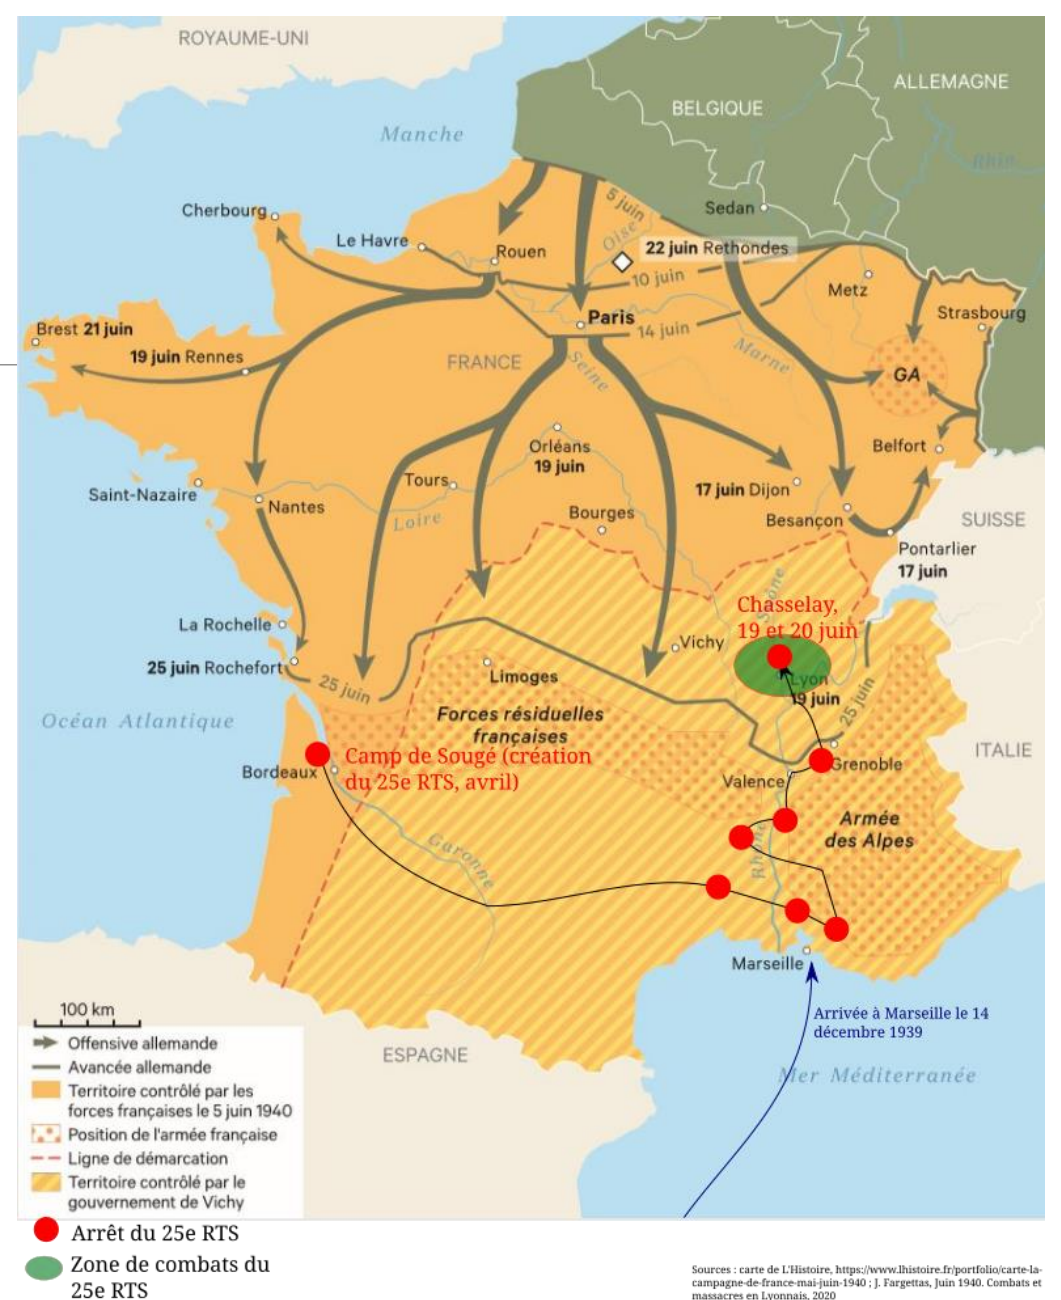 ROYAUME-UNI
ALLEMAGNE
BELGIQUE
Manche
Rhin
5 juin
Sedan
Cherbourg
Le Havre
Oise
22 juin Rethondes
Rouen
10 juin
Metz
Strasbourg
Paris
14 juin
Brest 21 juin
19 juin Rennes
FRANCE
Seine
Marne
GA
Orléans
19 juin
Belfort
Tours
17 juin Dijon
Saint-Nazaire
Nantes
Loire
Bourges
Besançon
SUISSE
Pontarlier
17 juin
Saône
Chasselay,
19 et 20 juin
La Rochelle
Vichy
25 juin Rochefort
25 juin
Limoges
Lyon
19 juin
25 juin
Forces résiduelles
françaises
Océan Atlantique
Camp de Sougé (création
du 25e RTS, avril)
Bordeaux
ITALIE
Grenoble
Valence
Armée
des Alpes
Rhône
Garonne
Marseille
Arrivée à Marseille le 14
décembre 1939
ESPAGNE
Mer Méditerranée
100 km
Offensive allemande
Avancée allemande
Territoire contrôlé par les
forces françaises le 5 juin 1940
Position de l'armée française
Ligne de démarcation
Territoire contrôlé par le
gouvernement de Vichy
Arrêt du 25e RTS
Zone de combats du
25e RTS
Sources : carte de L'Histoire, https://www.lhistoire.fr/portfolio/carte-la-
campagne-de-france-mai-juin-1940 ; J. Fargettas, Juin 1940. Combats et
massacres en Lyonnais, 2020